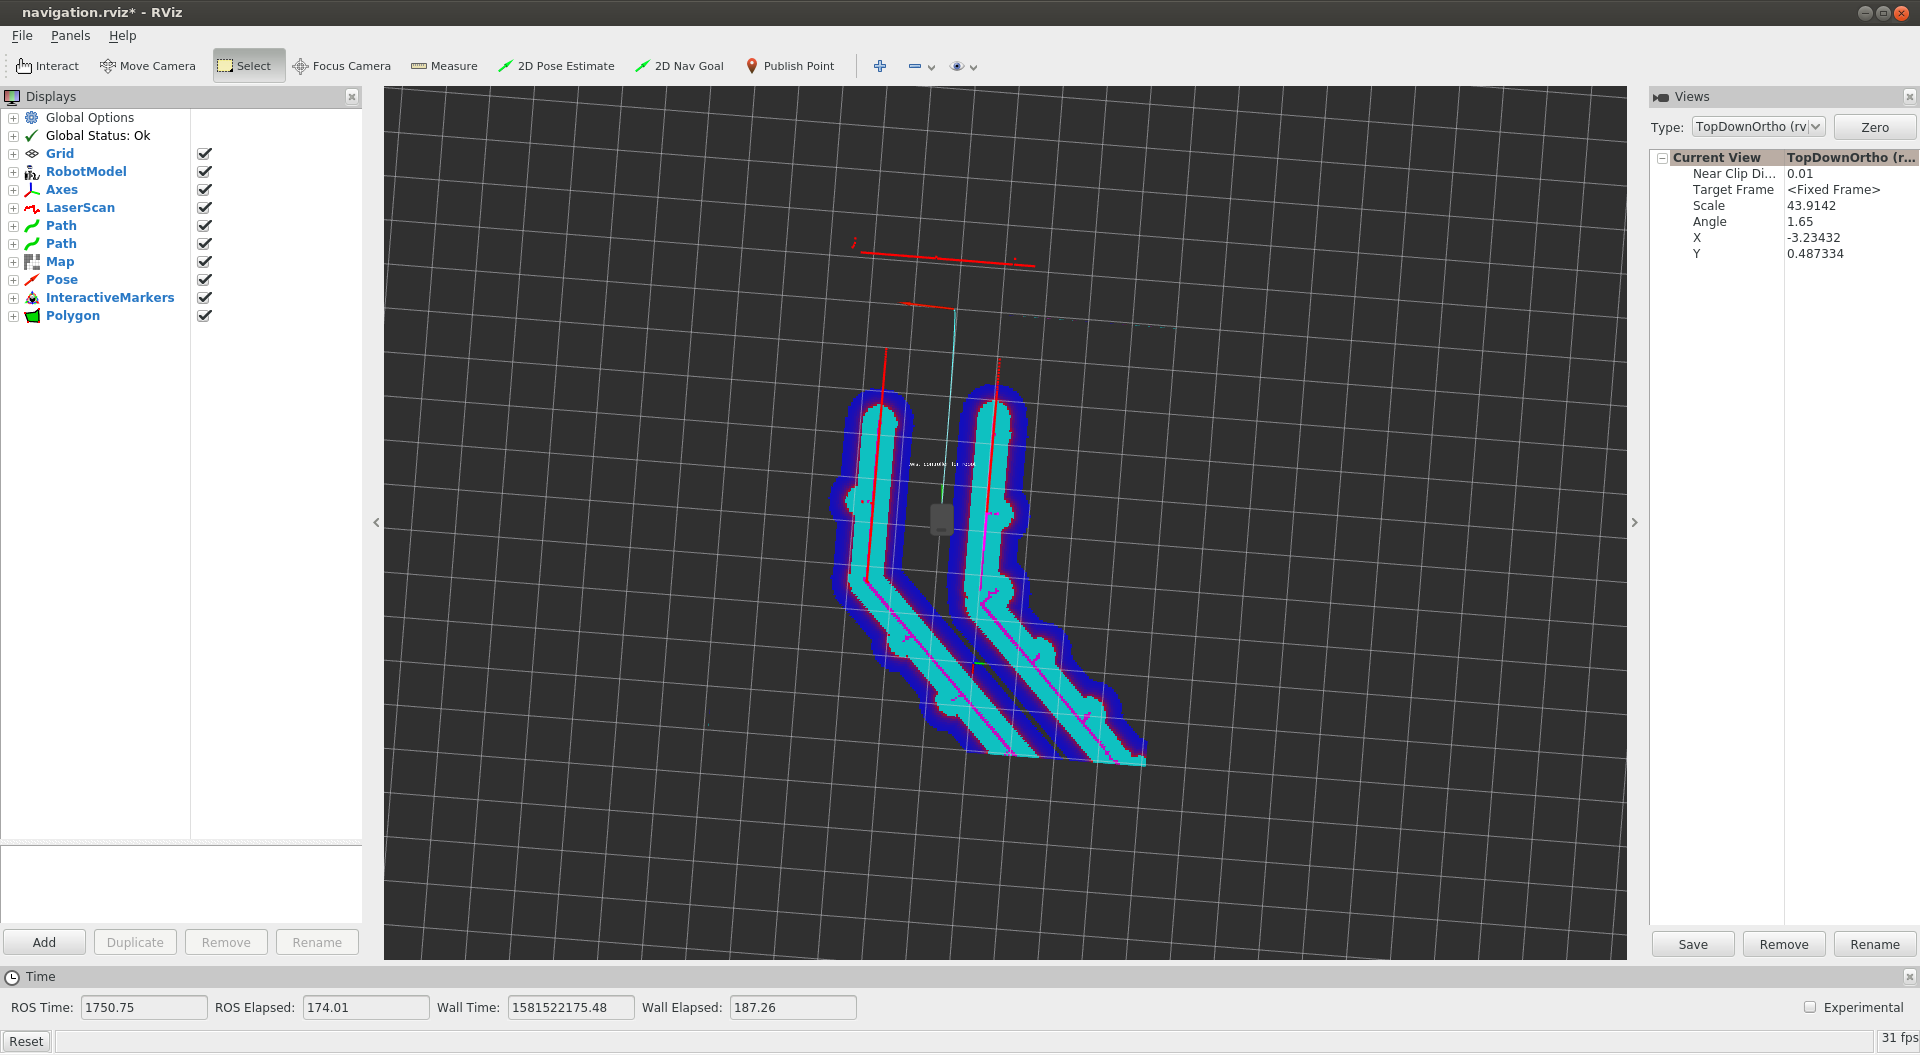 navigation.rviz* - RViz
File Panels Help
Interact Move Camera Select Focus Camera Measure 2D Pose Estimate 2D Nav Goal Publish Point
Displays
Global Options
Global Status: Ok
Grid
RobotModel
Axes
LaserScan
Path
Path
Map
Pose
InteractiveMarkers
Polygon
Add Duplicate Remove Rename
Views
Type: TopDownOrtho (rv Zero
Current View TopDownOrtho (r...
Near Clip Di... 0.01
Target Frame <Fixed Frame>
Scale 43.9142
Angle 1.65
X -3.23432
Y 0.487334
Save Remove Rename
Time
ROS Time: 1750.75 ROS Elapsed: 174.01 Wall Time: 1581522175.48 Wall Elapsed: 187.26 Experimental
Reset 31 fps